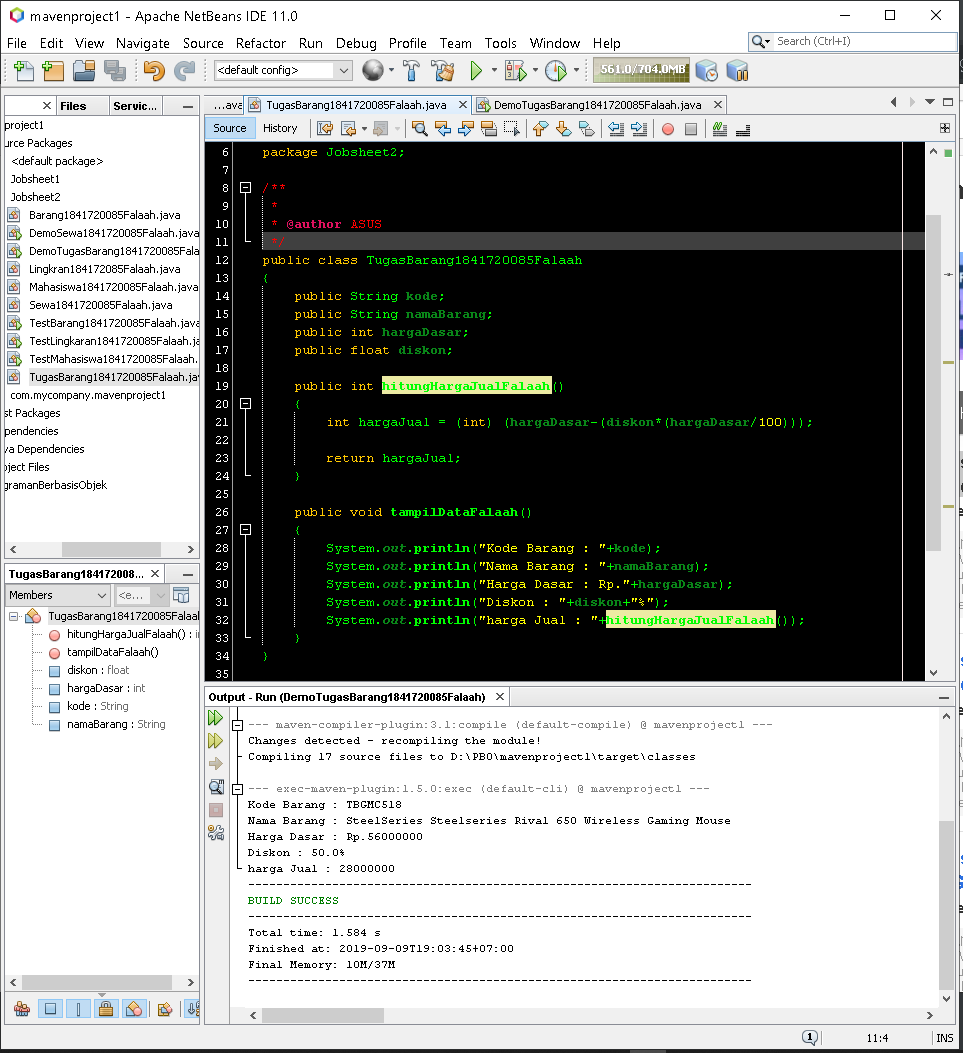 mavenproject1 - Apache NetBeans IDE 11.0
File Edit View Navigate Source Refactor Run Debug Profile Team Tools Window Help
Search (Ctrl+I)
<default config>
561.0/704.0MB
Files Servic...
...ava TugasBarang1841720085Falaah.java DemoTugasBarang1841720085Falaah.java
Source History
project1
urce Packages
<default package>
Jobsheet1
Jobsheet2
Barang1841720085Falaah.java
DemoSewa1841720085Falaah.java
DemoTugasBarang1841720085Fala
Lingkran1841720085Falaah.java
Mahasiswa1841720085Falaah.java
Sewa1841720085Falaah.java
TestBarang1841720085Falaah.java
TestLingkaran1841720085Falaah.java
TestMahasiswa1841720085Falaah.
TugasBarang1841720085Falaah.jav
com.mycompany.mavenproject1
st Packages
pendencies
va Dependencies
oject Files
gramanBerbasisObjek
6 package Jobsheet2;
7
8 /**
9 *
10 * @author ASUS
11 */
12 public class TugasBarang1841720085Falaah
13 {
14 public String kode;
15 public String namaBarang;
16 public int hargaDasar;
17 public float diskon;
18
19 public int hitungHargaJualFalaah()
20 {
21 int hargaJual = (int) (hargaDasar-(diskon*(hargaDasar/100)));
22
23 return hargaJual;
24 }
25
26 public void tampilDataFalaah()
27 {
28 System.out.println("Kode Barang : "+kode);
29 System.out.println("Nama Barang : "+namaBarang);
30 System.out.println("Harga Dasar : Rp."+hargaDasar);
31 System.out.println("Diskon : "+diskon+"%");
32 System.out.println("harga Jual : "+hitungHargaJualFalaah());
33 }
34 }
35
TugasBarang184172008...
Members <e...
TugasBarang1841720085Falaah
hitungHargaJualFalaah() : in
tampilDataFalaah()
diskon : float
hargaDasar : int
kode : String
namaBarang : String
Output - Run (DemoTugasBarang1841720085Falaah)
--- maven-compiler-plugin:3.1:compile (default-compile) @ mavenproject1 ---
Changes detected - recompiling the module!
Compiling 17 source files to D:\PBO\mavenproject1\target\classes
--- exec-maven-plugin:1.5.0:exec (default-cli) @ mavenproject1 ---
Kode Barang : TBGMC518
Nama Barang : SteelSeries Steelseries Rival 650 Wireless Gaming Mouse
Harga Dasar : Rp.56000000
Diskon : 50.0%
harga Jual : 28000000
------------------------------------------------------------------------
BUILD SUCCESS
------------------------------------------------------------------------
Total time: 1.584 s
Finished at: 2019-09-09T19:03:45+07:00
Final Memory: 10M/37M
------------------------------------------------------------------------
1 11:4 INS